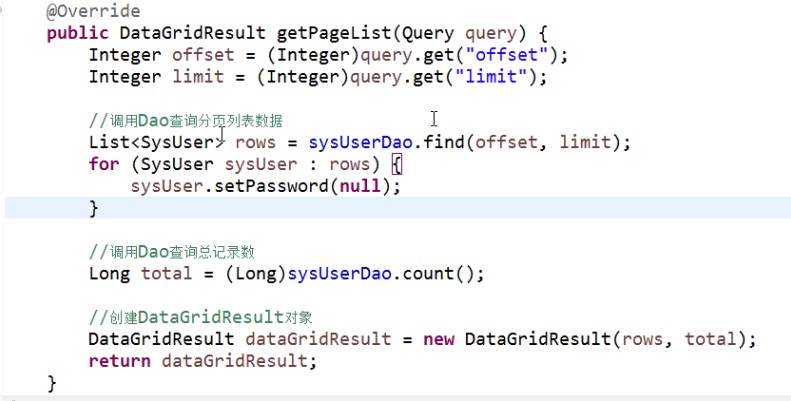 @Override
public DataGridResult getPageList(Query query) {
Integer offset = (Integer)query.get("offset");
Integer limit = (Integer)query.get("limit");
//调用Dao查询分页列表数据
List<SysUser> rows = sysUserDao.find(offset, limit);
for (SysUser sysUser : rows) {
sysUser.setPassword(null);
}
//调用Dao查询总记录数
Long total = (Long)sysUserDao.count();
//创建DataGridResult对象
DataGridResult dataGridResult = new DataGridResult(rows, total);
return dataGridResult;
}